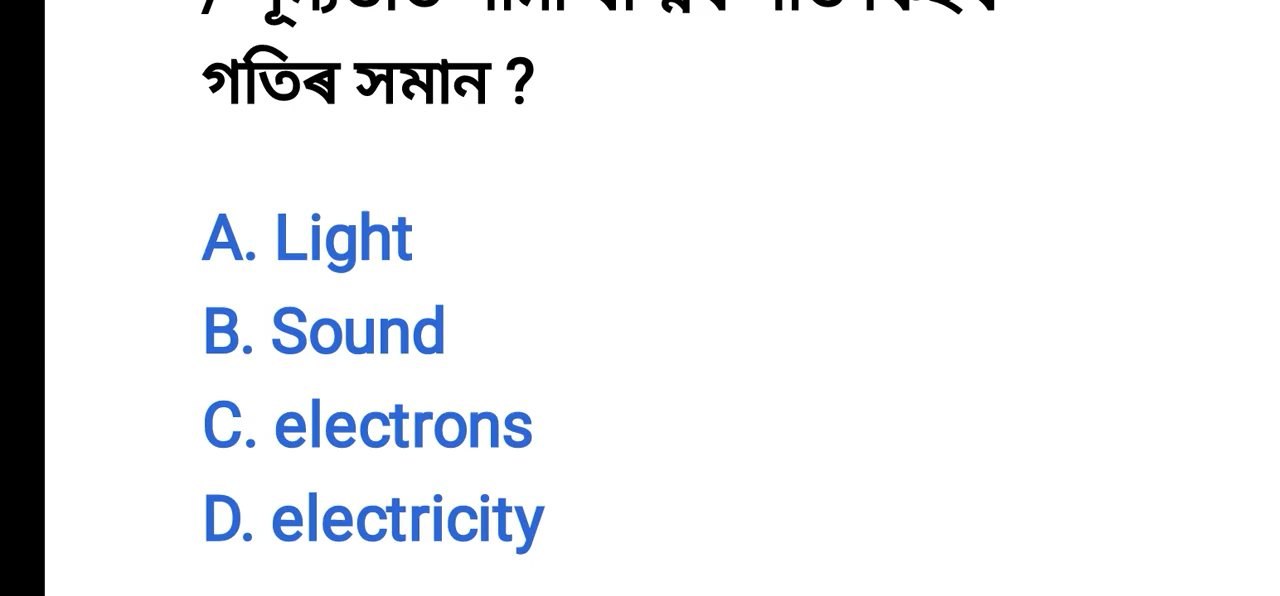 গতিৰ সমান ?
A. Light
B. Sound
C. electrons
D. electricity